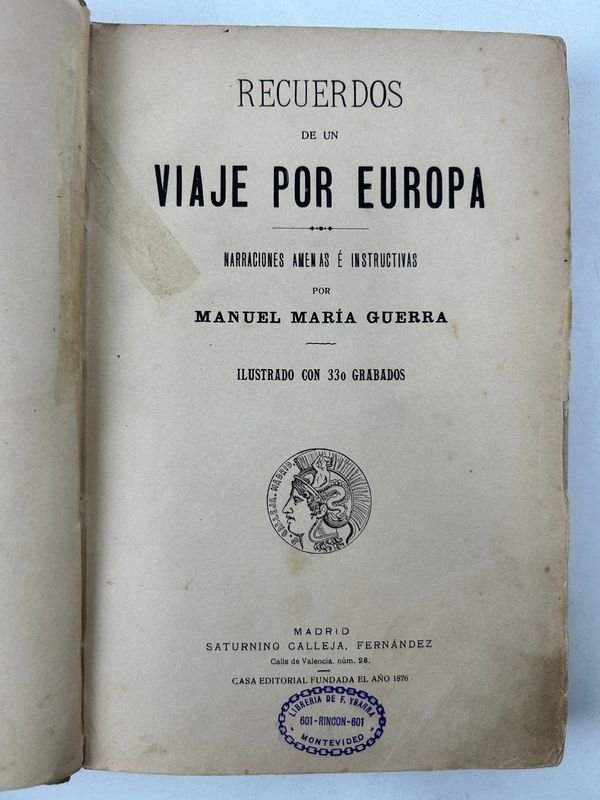 RECUERDOS
DE UN
VIAJE POR EUROPA
NARRACIONES AMENAS É INSTRUCTIVAS
POR
MANUEL MARÍA GUERRA
ILUSTRADO CON 330 GRABADOS
S. CALLEJA. MADRID.
MADRID
SATURNINO CALLEJA, FERNÁNDEZ
Calle de Valencia. núm. 28.
CASA EDITORIAL FUNDADA EL AÑO 1876
LIBRERIA DE F. YBARRA
601-RINCON-601
MONTEVIDEO